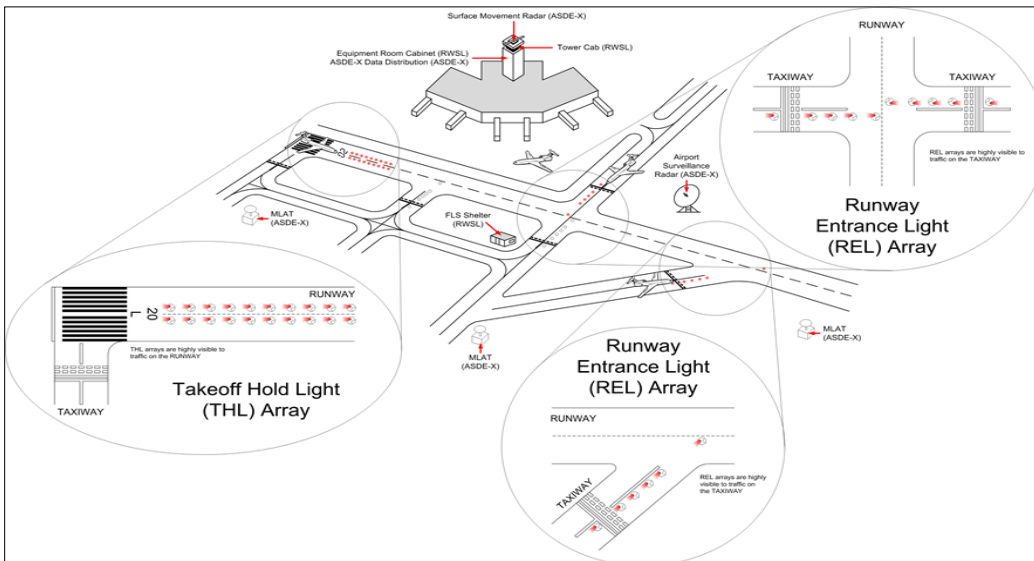 Surface Movement Radar (ASDE-X)
Equipment Room Cabinet (RWSL)
ASDE-X Data Distribution (ASDE-X)
Tower Cab (RWSL)
RUNWAY
TAXIWAY
TAXIWAY
REL arrays are highly visible to
traffic on the TAXIWAY
Runway
Entrance Light
(REL) Array
Airport
Surveillance
Radar (ASDE-X)
MLAT
(ASDE-X)
FLS Shelter
(RWSL)
RUNWAY
20
L
THL arrays are highly visible to
traffic on the RUNWAY
TAXIWAY
Takeoff Hold Light
(THL) Array
MLAT
(ASDE-X)
MLAT
(ASDE-X)
Runway
Entrance Light
(REL) Array
RUNWAY
REL arrays are highly
visible to traffic on
the TAXIWAY